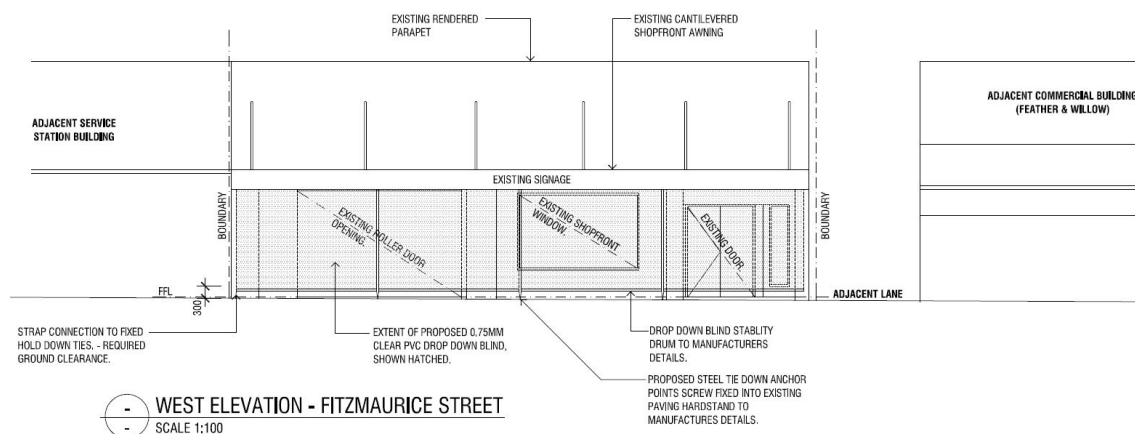 EXISTING RENDERED
PARAPET
EXISTING CANTILEVERED
SHOPFRONT AWNING
ADJACENT SERVICE
STATION BUILDING
ADJACENT COMMERCIAL BUILDING
(FEATHER & WILLOW)
EXISTING SIGNAGE
BOUNDARY
EXISTING ROLLER DOOR
OPENING.
EXISTING SHOPFRONT
WINDOW.
EXISTING DOOR
BOUNDARY
FFL
300
ADJACENT LANE
STRAP CONNECTION TO FIXED
HOLD DOWN TIES. - REQUIRED
GROUND CLEARANCE.
EXTENT OF PROPOSED 0.75MM
CLEAR PVC DROP DOWN BLIND,
SHOWN HATCHED.
DROP DOWN BLIND STABLITY
DRUM TO MANUFACTURERS
DETAILS.
PROPOSED STEEL TIE DOWN ANCHOR
POINTS SCREW FIXED INTO EXISTING
PAVING HARDSTAND TO
MANUFACTURES DETAILS.
-
-
WEST ELEVATION - FITZMAURICE STREET
SCALE 1:100